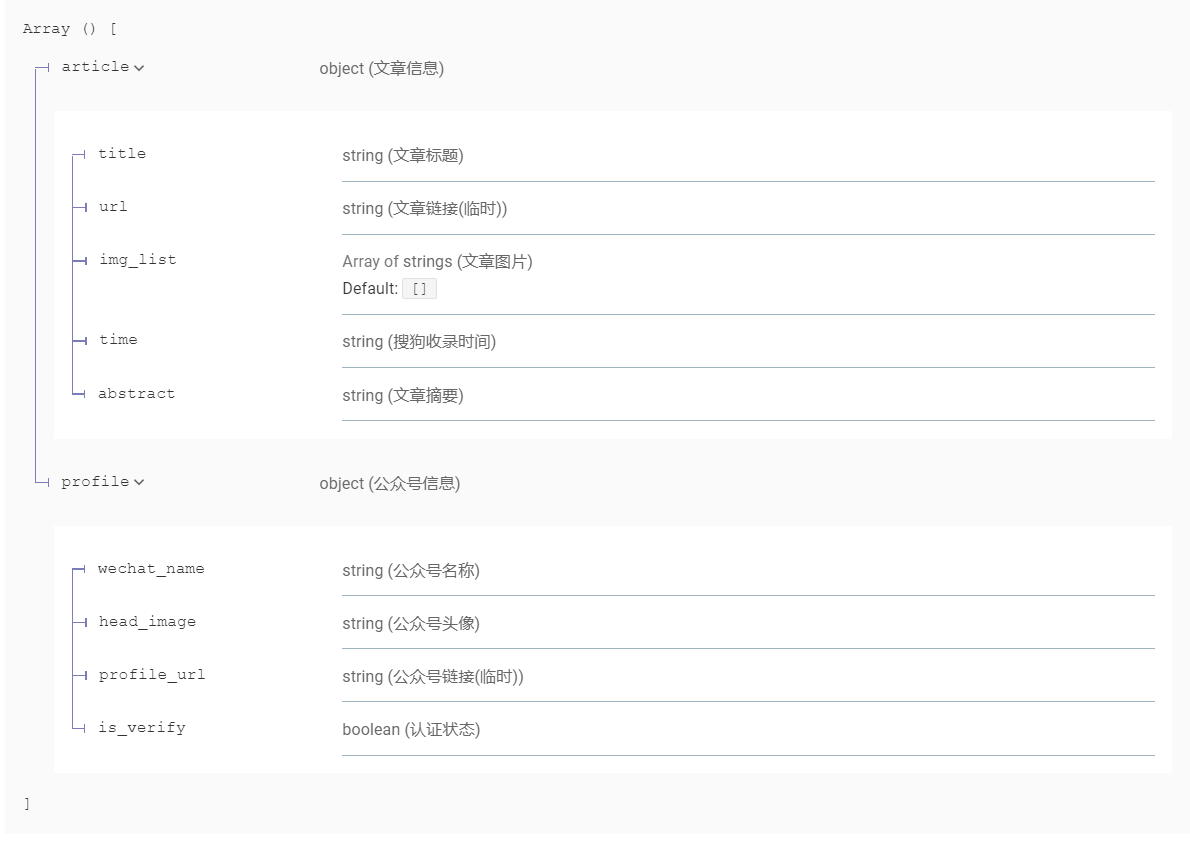 Array () [
article object (文章信息)
title string (文章标题)
url string (文章链接(临时))
img_list Array of strings (文章图片)
Default: []
time string (搜狗收录时间)
abstract string (文章摘要)
profile object (公众号信息)
wechat_name string (公众号名称)
head_image string (公众号头像)
profile_url string (公众号链接(临时))
is_verify boolean (认证状态)
]